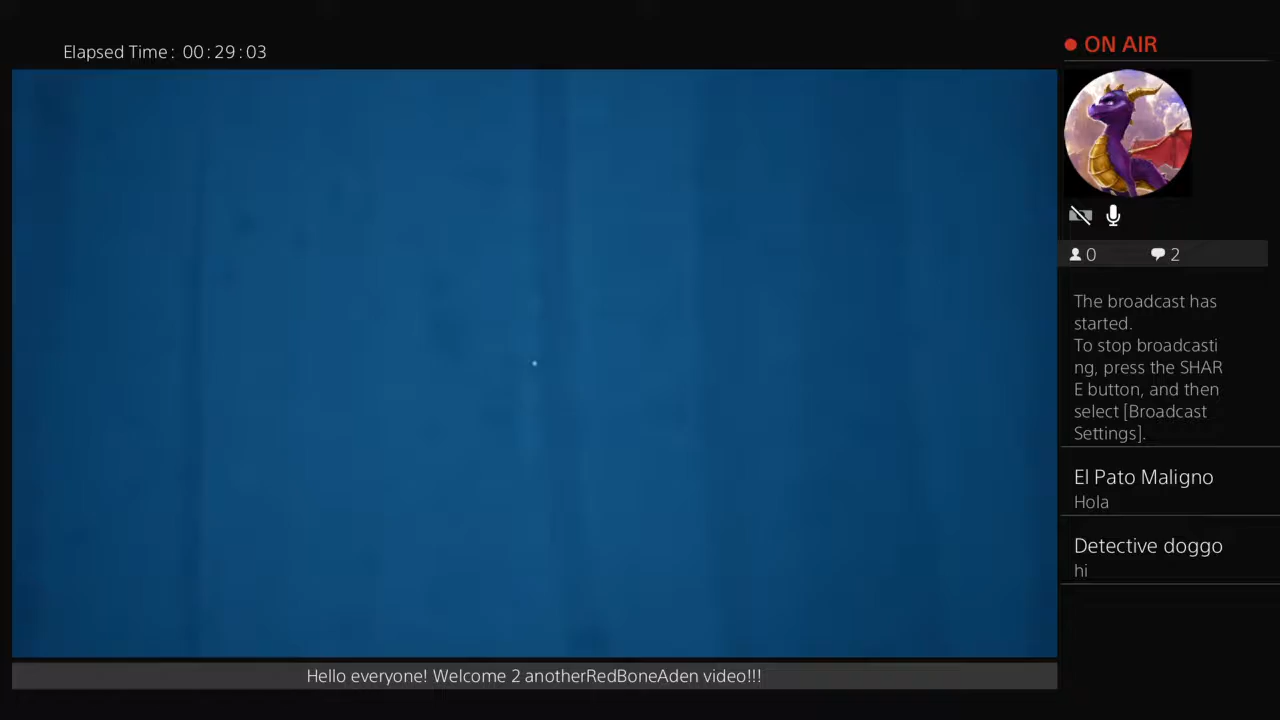 Elapsed Time: 00:29:03
ON AIR
0 2
The broadcast has
started.
To stop broadcasti
ng, press the SHAR
E button, and then
select [Broadcast
Settings].
El Pato Maligno
Hola
Detective doggo
hi
Hello everyone! Welcome 2 anotherRedBoneAden video!!!